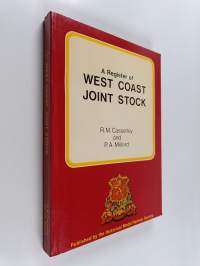 A Register of
WEST COAST
JOINT STOCK
R.M. Casserley
and
P.A. Millard
Published by the Historical Model Railway Society